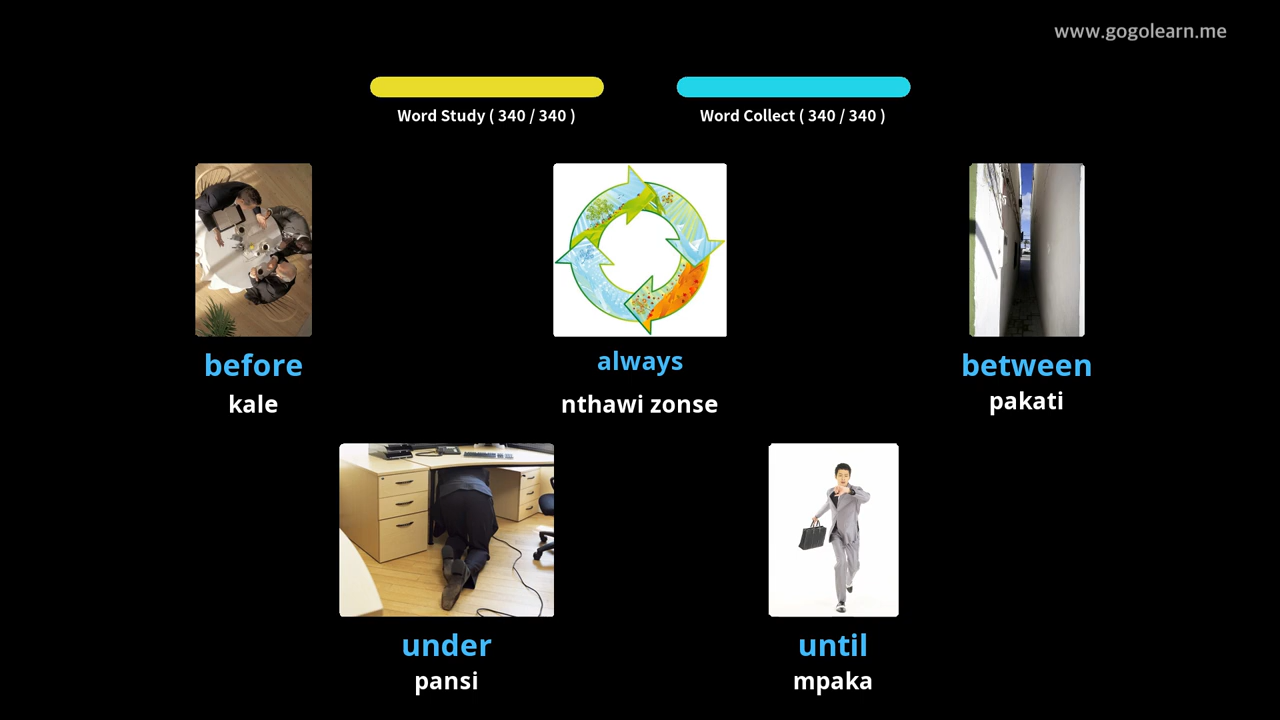 www.gogolearn.me
Word Study ( 340 / 340 )
Word Collect ( 340 / 340 )
before
always
between
kale
nthawi zonse
pakati
under
until
pansi
mpaka